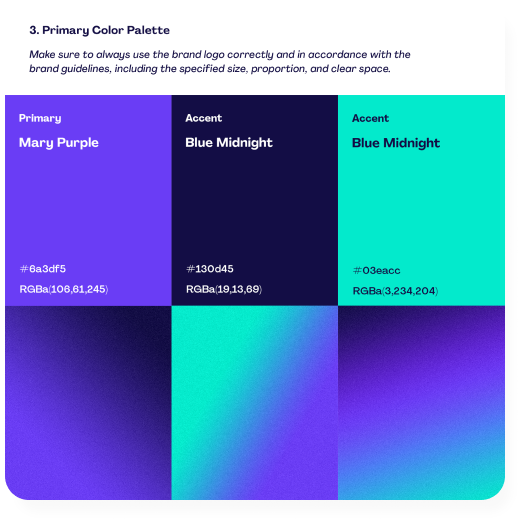 3. Primary Color Palette
Make sure to always use the brand logo correctly and in accordance with the
brand guidelines, including the specified size, proportion, and clear space.
Primary
Mary Purple
#6a3df5
RGBa(106,61,245)
Accent
Blue Midnight
#130d45
RGBa(19,13,69)
Accent
Blue Midnight
#03eacc
RGBa(3,234,204)